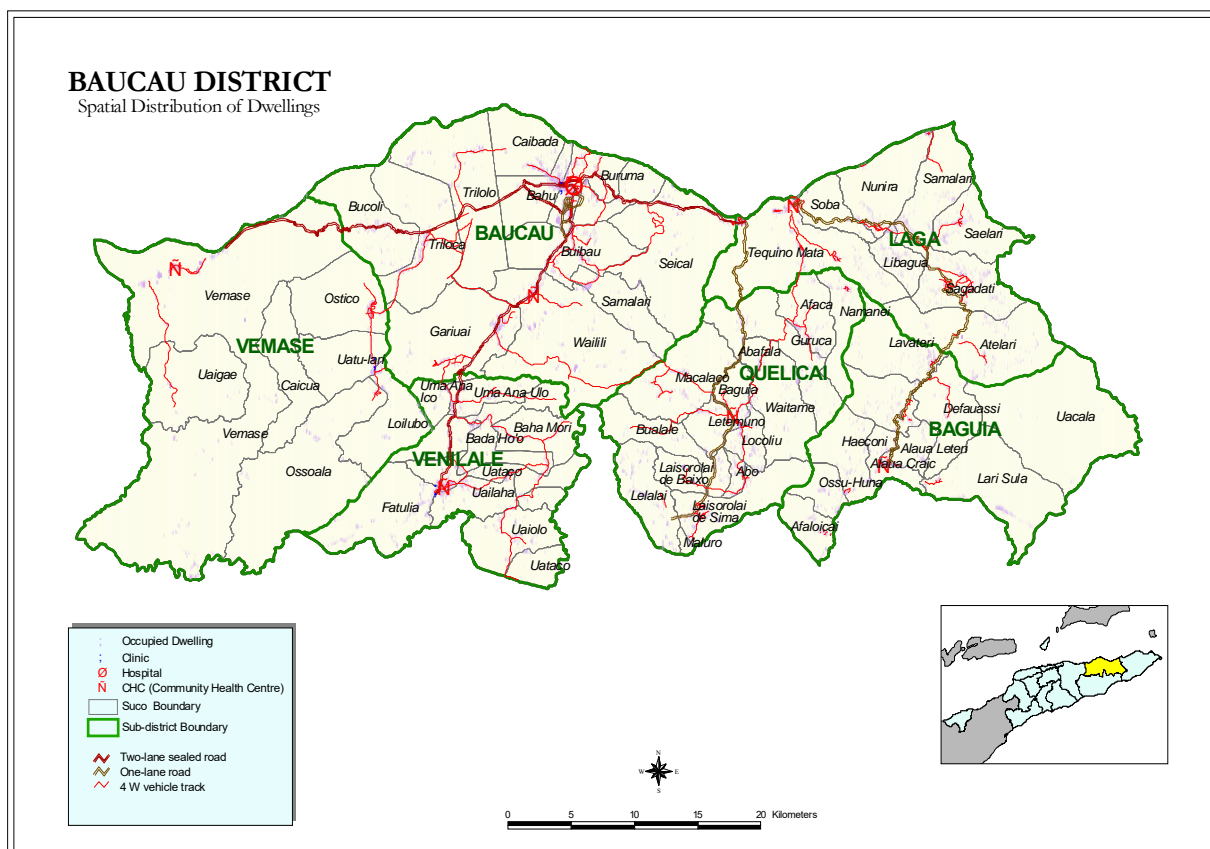 BAUCAU DISTRICT
Spatial Distribution of Dwellings
Caibada
Buruma
Bucoli
Trilolo
Bahu
Nunira
Samalari
Soba
BAUCAU
Triloca
Buibau
Seical
Tequino Mata
LAGA
Saelari
Libagua
Ñ
Vemase
Ostico
Ñ
Samalari
Afaca
Namanei
Sagadati
Gariuai
Wailili
Guruca
Lavateri
Atelari
VEMASE
Uatu-lari
Abafala
Uaigae
Caicua
Uma Ana Ico
Uma Ana Ulo
Macalaco
QUELICAI
Baguia
Waitame
Defauassi
Uacala
Vemase
Loilubo
Baha Mori
Bada Ho'o
Bualale
Letemuno
Locoliu
Haeconi
BAGUIA
Alaua Leten
Ossoala
VENILALE
Uataco
Laisorolai de Baixo
Abo
Alaua Craic
Lari Sula
Fatulia
Uailaha
Lelalai
Laisorolai de Sima
Ossu-Huna
Uaiolo
Maluro
Afaloicai
Uataco
Occupied Dwelling
Clinic
Ø Hospital
Ñ CHC (Community Health Centre)
Suco Boundary
Sub-district Boundary
Two-lane sealed road
One-lane road
4 W vehicle track
N
W E
S
0 5 10 15 20 Kilometers